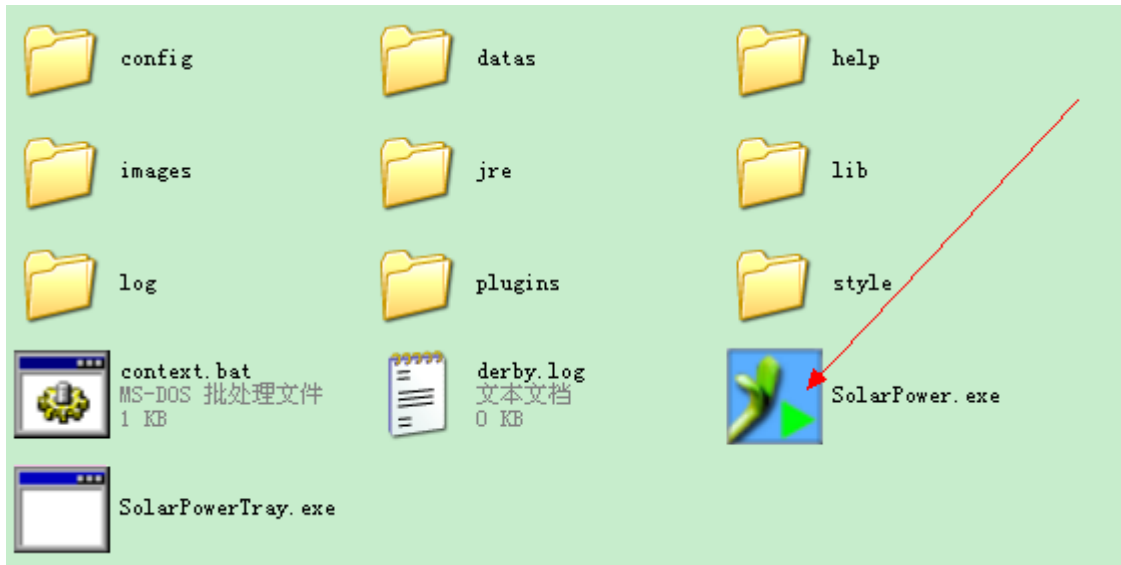 config
datas
help
images
jre
lib
log
plugins
style
context.bat
MS-DOS 批处理文件
1 KB
derby.log
文本文档
0 KB
SolarPower.exe
SolarPowerTray.exe